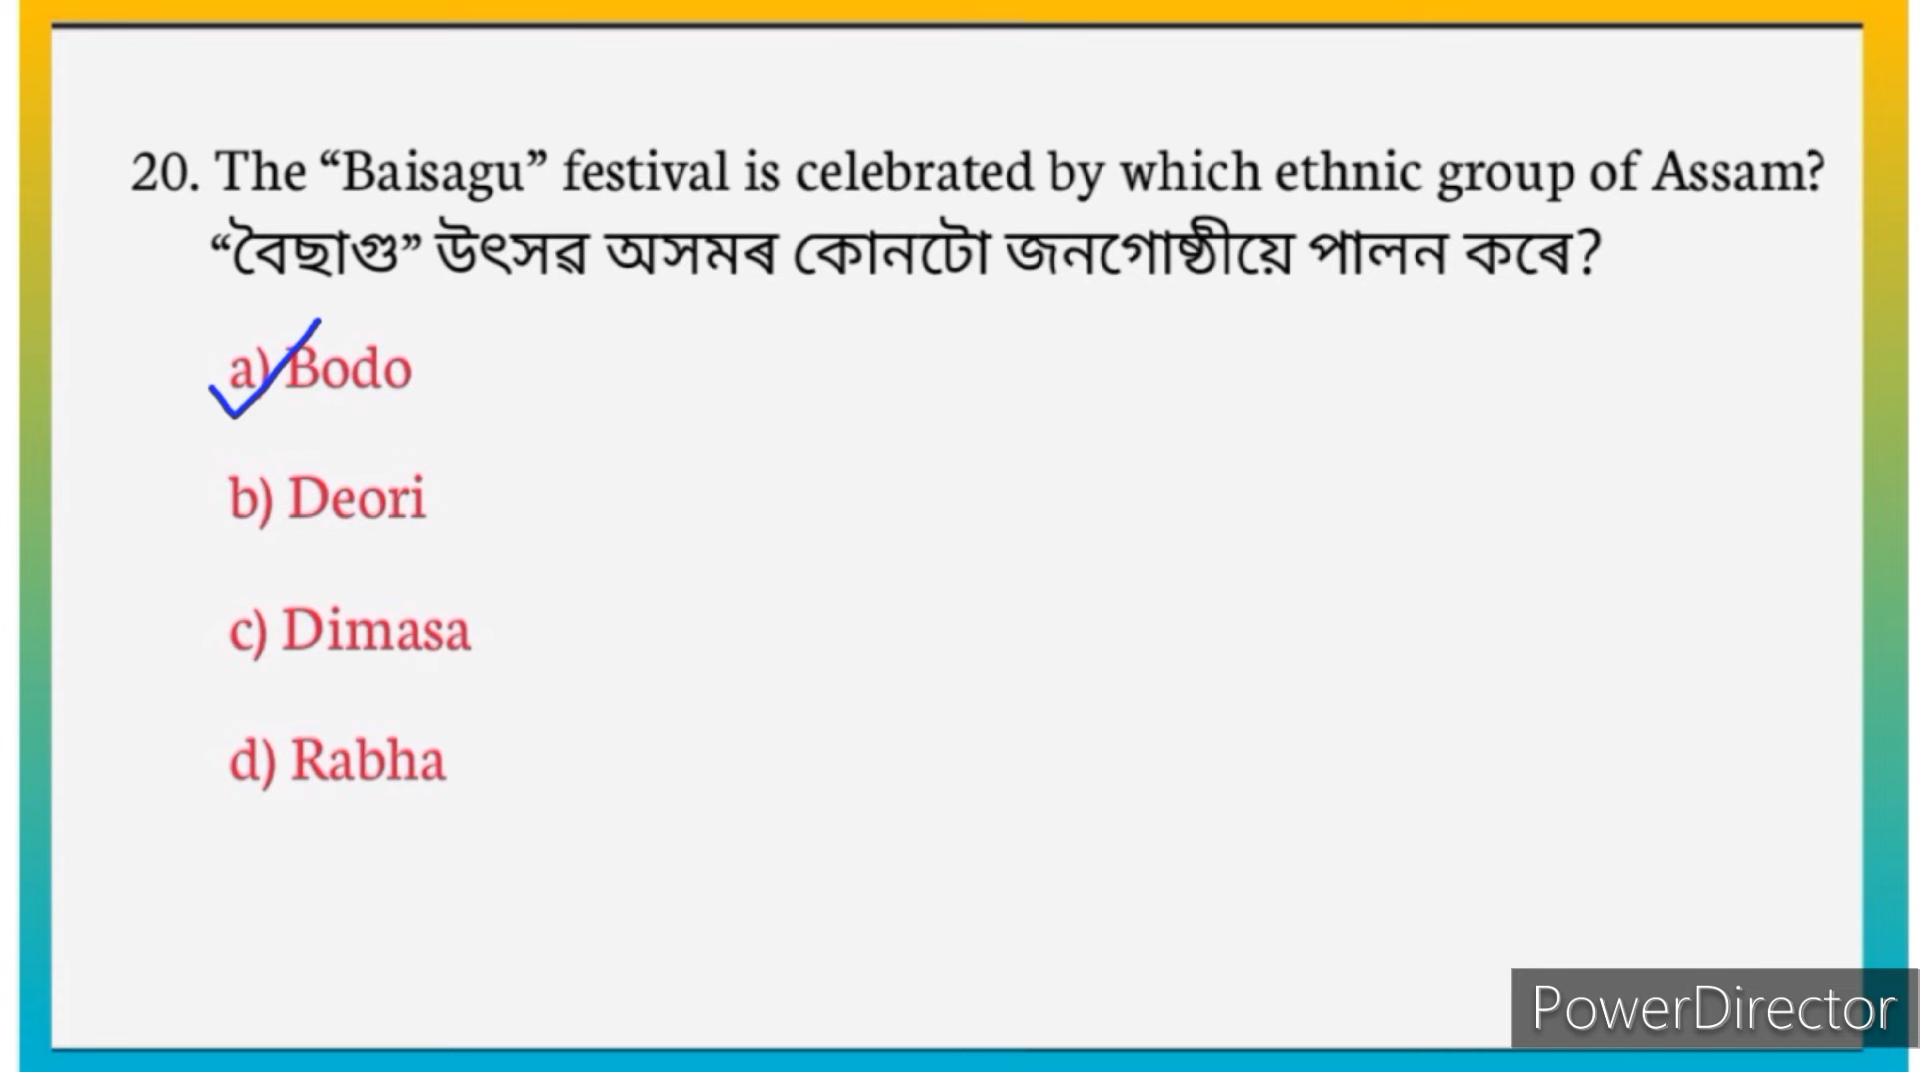 20. The “Baisagu” festival is celebrated by which ethnic group of Assam?
“বৈছাগু” উৎসৱ অসমৰ কোনটো জনগোষ্ঠীয়ে পালন কৰে?
a) Bodo
b) Deori
c) Dimasa
d) Rabha
PowerDirector